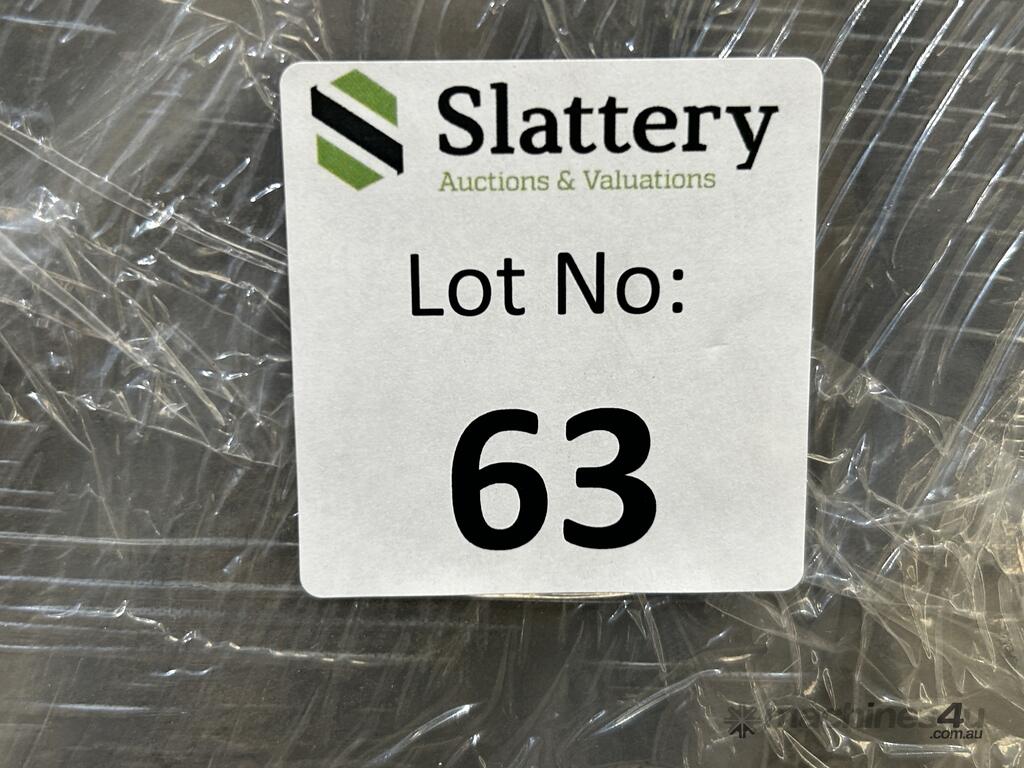 Slattery
Auctions & Valuations
Lot No:
63
machines4u
.com.au